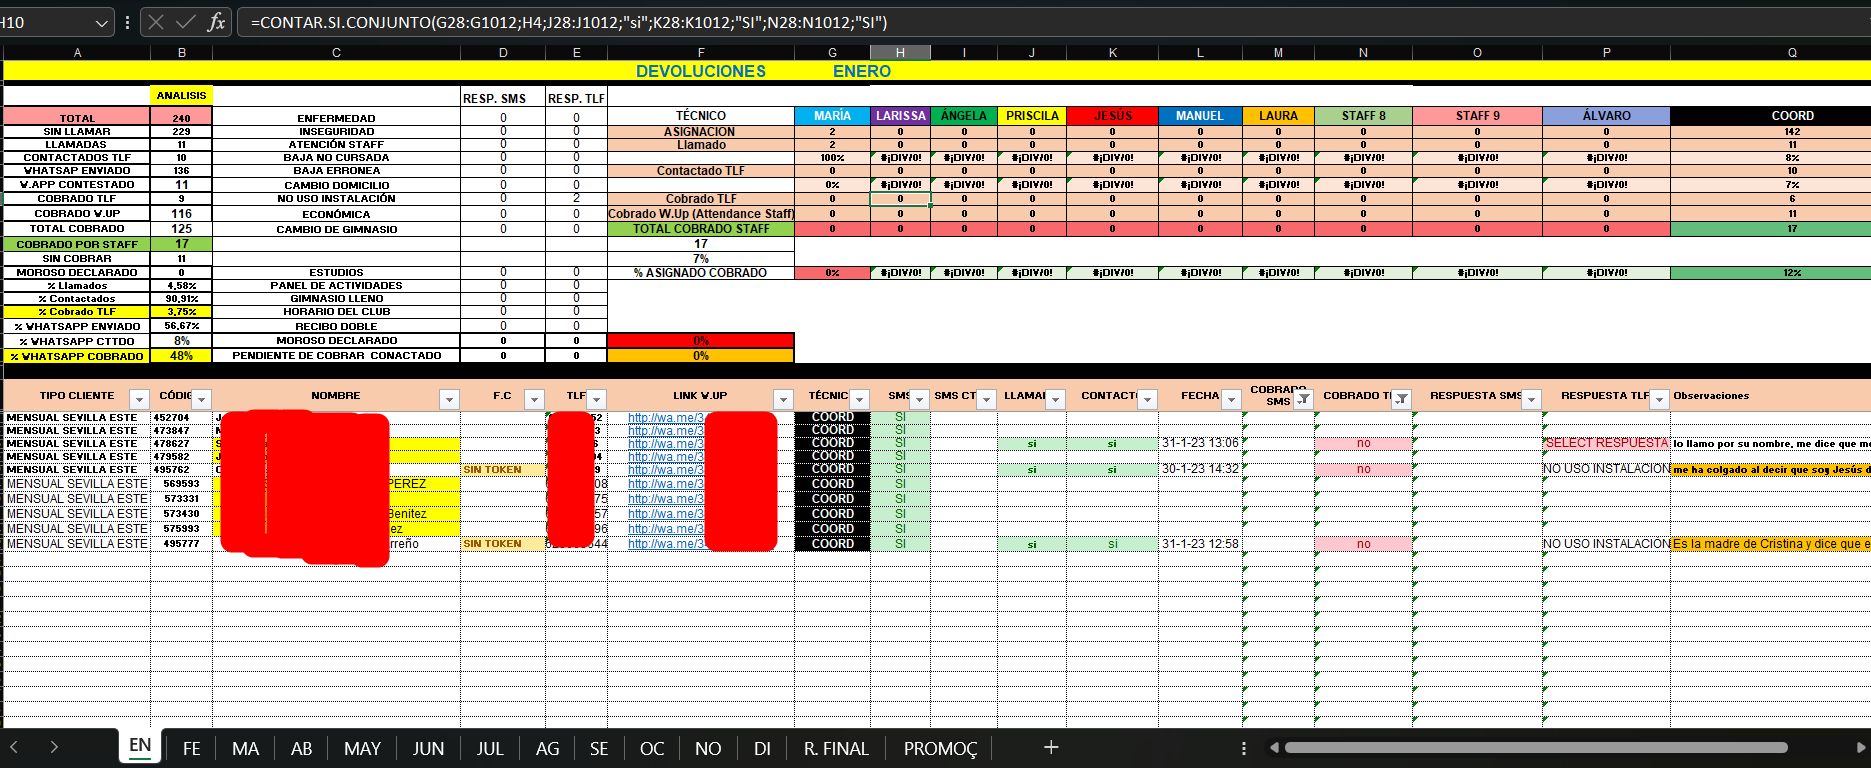 H10 =CONTAR.SI.CONJUNTO(G28:G1012;H4;J28:J1012;"si";K28:K1012;"SI";N28:N1012;"SI")
A B C D E F G H I J K L M N O P Q
DEVOLUCIONES ENERO
ANALISIS RESP. SMS RESP. TLF
TOTAL 240 ENFERMEDAD 0 0 TÉCNICO MARÍA LARISSA ÁNGELA PRISCILA JESÚS MANUEL LAURA STAFF 8 STAFF 9 ÁLVARO COORD
SIN LLAMAR 229 INSEGURIDAD 0 0 ASIGNACION 2 0 0 0 0 0 0 0 0 0 142
LLAMADAS 11 ATENCIÓN STAFF 0 0 Llamado 2 0 0 0 0 0 0 0 0 0 11
CONTACTADOS TLF 10 BAJA NO CURSADA 0 0 100% #¡DIV/0! #¡DIV/0! #¡DIV/0! #¡DIV/0! #¡DIV/0! #¡DIV/0! #¡DIV/0! #¡DIV/0! #¡DIV/0! 8%
WHATSAP ENVIADO 136 BAJA ERRONEA 0 0 Contactado TLF 0 0 0 0 0 0 0 0 0 0 10
W.APP CONTESTADO 11 CAMBIO DOMICILIO 0 0 0% #¡DIV/0! #¡DIV/0! #¡DIV/0! #¡DIV/0! #¡DIV/0! #¡DIV/0! #¡DIV/0! #¡DIV/0! #¡DIV/0! 7%
COBRADO TLF 9 NO USO INSTALACIÓN 0 2 Cobrado TLF 0 0 0 0 0 0 0 0 0 0 6
COBRADO W.UP 116 ECONÓMICA 0 0 Cobrado W.Up (Attendance Staff) 0 0 0 0 0 0 0 0 0 0 11
TOTAL COBRADO 125 CAMBIO DE GIMNASIO 0 0 TOTAL COBRADO STAFF 0 0 0 0 0 0 0 0 0 0 17
COBRADO POR STAFF 17 17
SIN COBRAR 11 7%
MOROSO DECLARADO 0 ESTUDIOS 0 0 % ASIGNADO COBRADO 0% #¡DIV/0! #¡DIV/0! #¡DIV/0! #¡DIV/0! #¡DIV/0! #¡DIV/0! #¡DIV/0! #¡DIV/0! #¡DIV/0! 12%
% Llamados 4,58% PANEL DE ACTIVIDADES 0 0
% Contactados 90,91% GIMNASIO LLENO 0 0
% Cobrado TLF 3,75% HORARIO DEL CLUB 0 0
% WHATSAPP ENVIADO 56,67% RECIBO DOBLE 0 0
% WHATSAPP CTTDO 8% MOROSO DECLARADO 0 0 0%
% WHATSAPP COBRADO 48% PENDIENTE DE COBRAR CONACTADO 0 0 0%
TIPO CLIENTE CÓDIG NOMBRE F.C TLF LINK W.UP TÉCNIC SMS SMS CT LLAMAI CONTACT FECHA COBRADO SMS COBRADO T RESPUESTA SMS RESPUESTA TLF Observaciones
MENSUAL SEVILLA ESTE 452704 J 52 http://wa.me/3 COORD SI
MENSUAL SEVILLA ESTE 473847 3 http://wa.me/3 COORD SI
MENSUAL SEVILLA ESTE 478627 S 6 http://wa.me/3 COORD SI si si 31-1-23 13:06 no SELECT RESPUESTA lo llamo por su nombre, me dice que mo
MENSUAL SEVILLA ESTE 479582 J 04 http://wa.me/3 COORD SI
MENSUAL SEVILLA ESTE 495762 C SIN TOKEN 9 http://wa.me/3 COORD SI si si 30-1-23 14:32 no NO USO INSTALACION me ha colgado al decir que soy Jesús d
MENSUAL SEVILLA ESTE 569593 PEREZ 08 http://wa.me/3 COORD SI
MENSUAL SEVILLA ESTE 573331 75 http://wa.me/3 COORD SI
MENSUAL SEVILLA ESTE 573430 Benitez 57 http://wa.me/3 COORD SI
MENSUAL SEVILLA ESTE 575993 ez 96 http://wa.me/3 COORD SI
MENSUAL SEVILLA ESTE 495777 rreño SIN TOKEN 44 http://wa.me/3 COORD SI si si 31-1-23 12:58 no NO USO INSTALACION Es la madre de Cristina y dice que e
EN FE MA AB MAY JUN JUL AG SE OC NO DI R. FINAL PROMOÇ